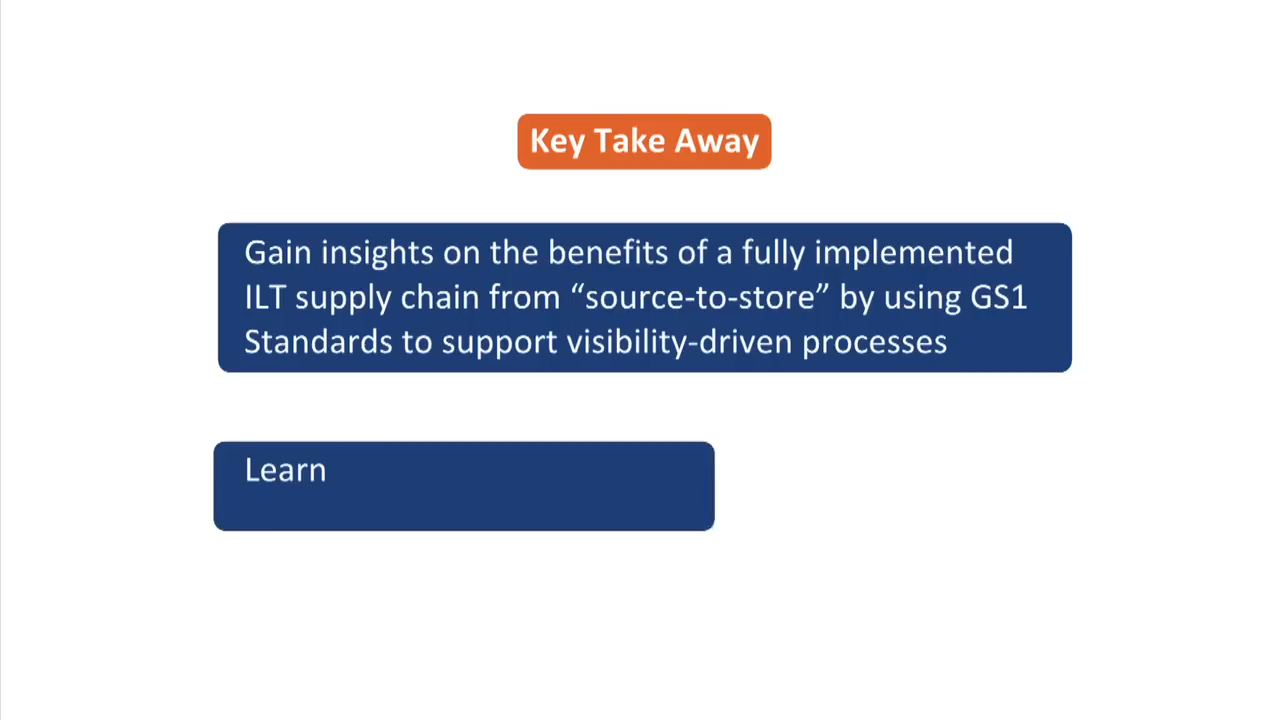 Key Take Away
Gain insights on the benefits of a fully implemented
ILT supply chain from “source-to-store” by using GS1
Standards to support visibility-driven processes
Learn